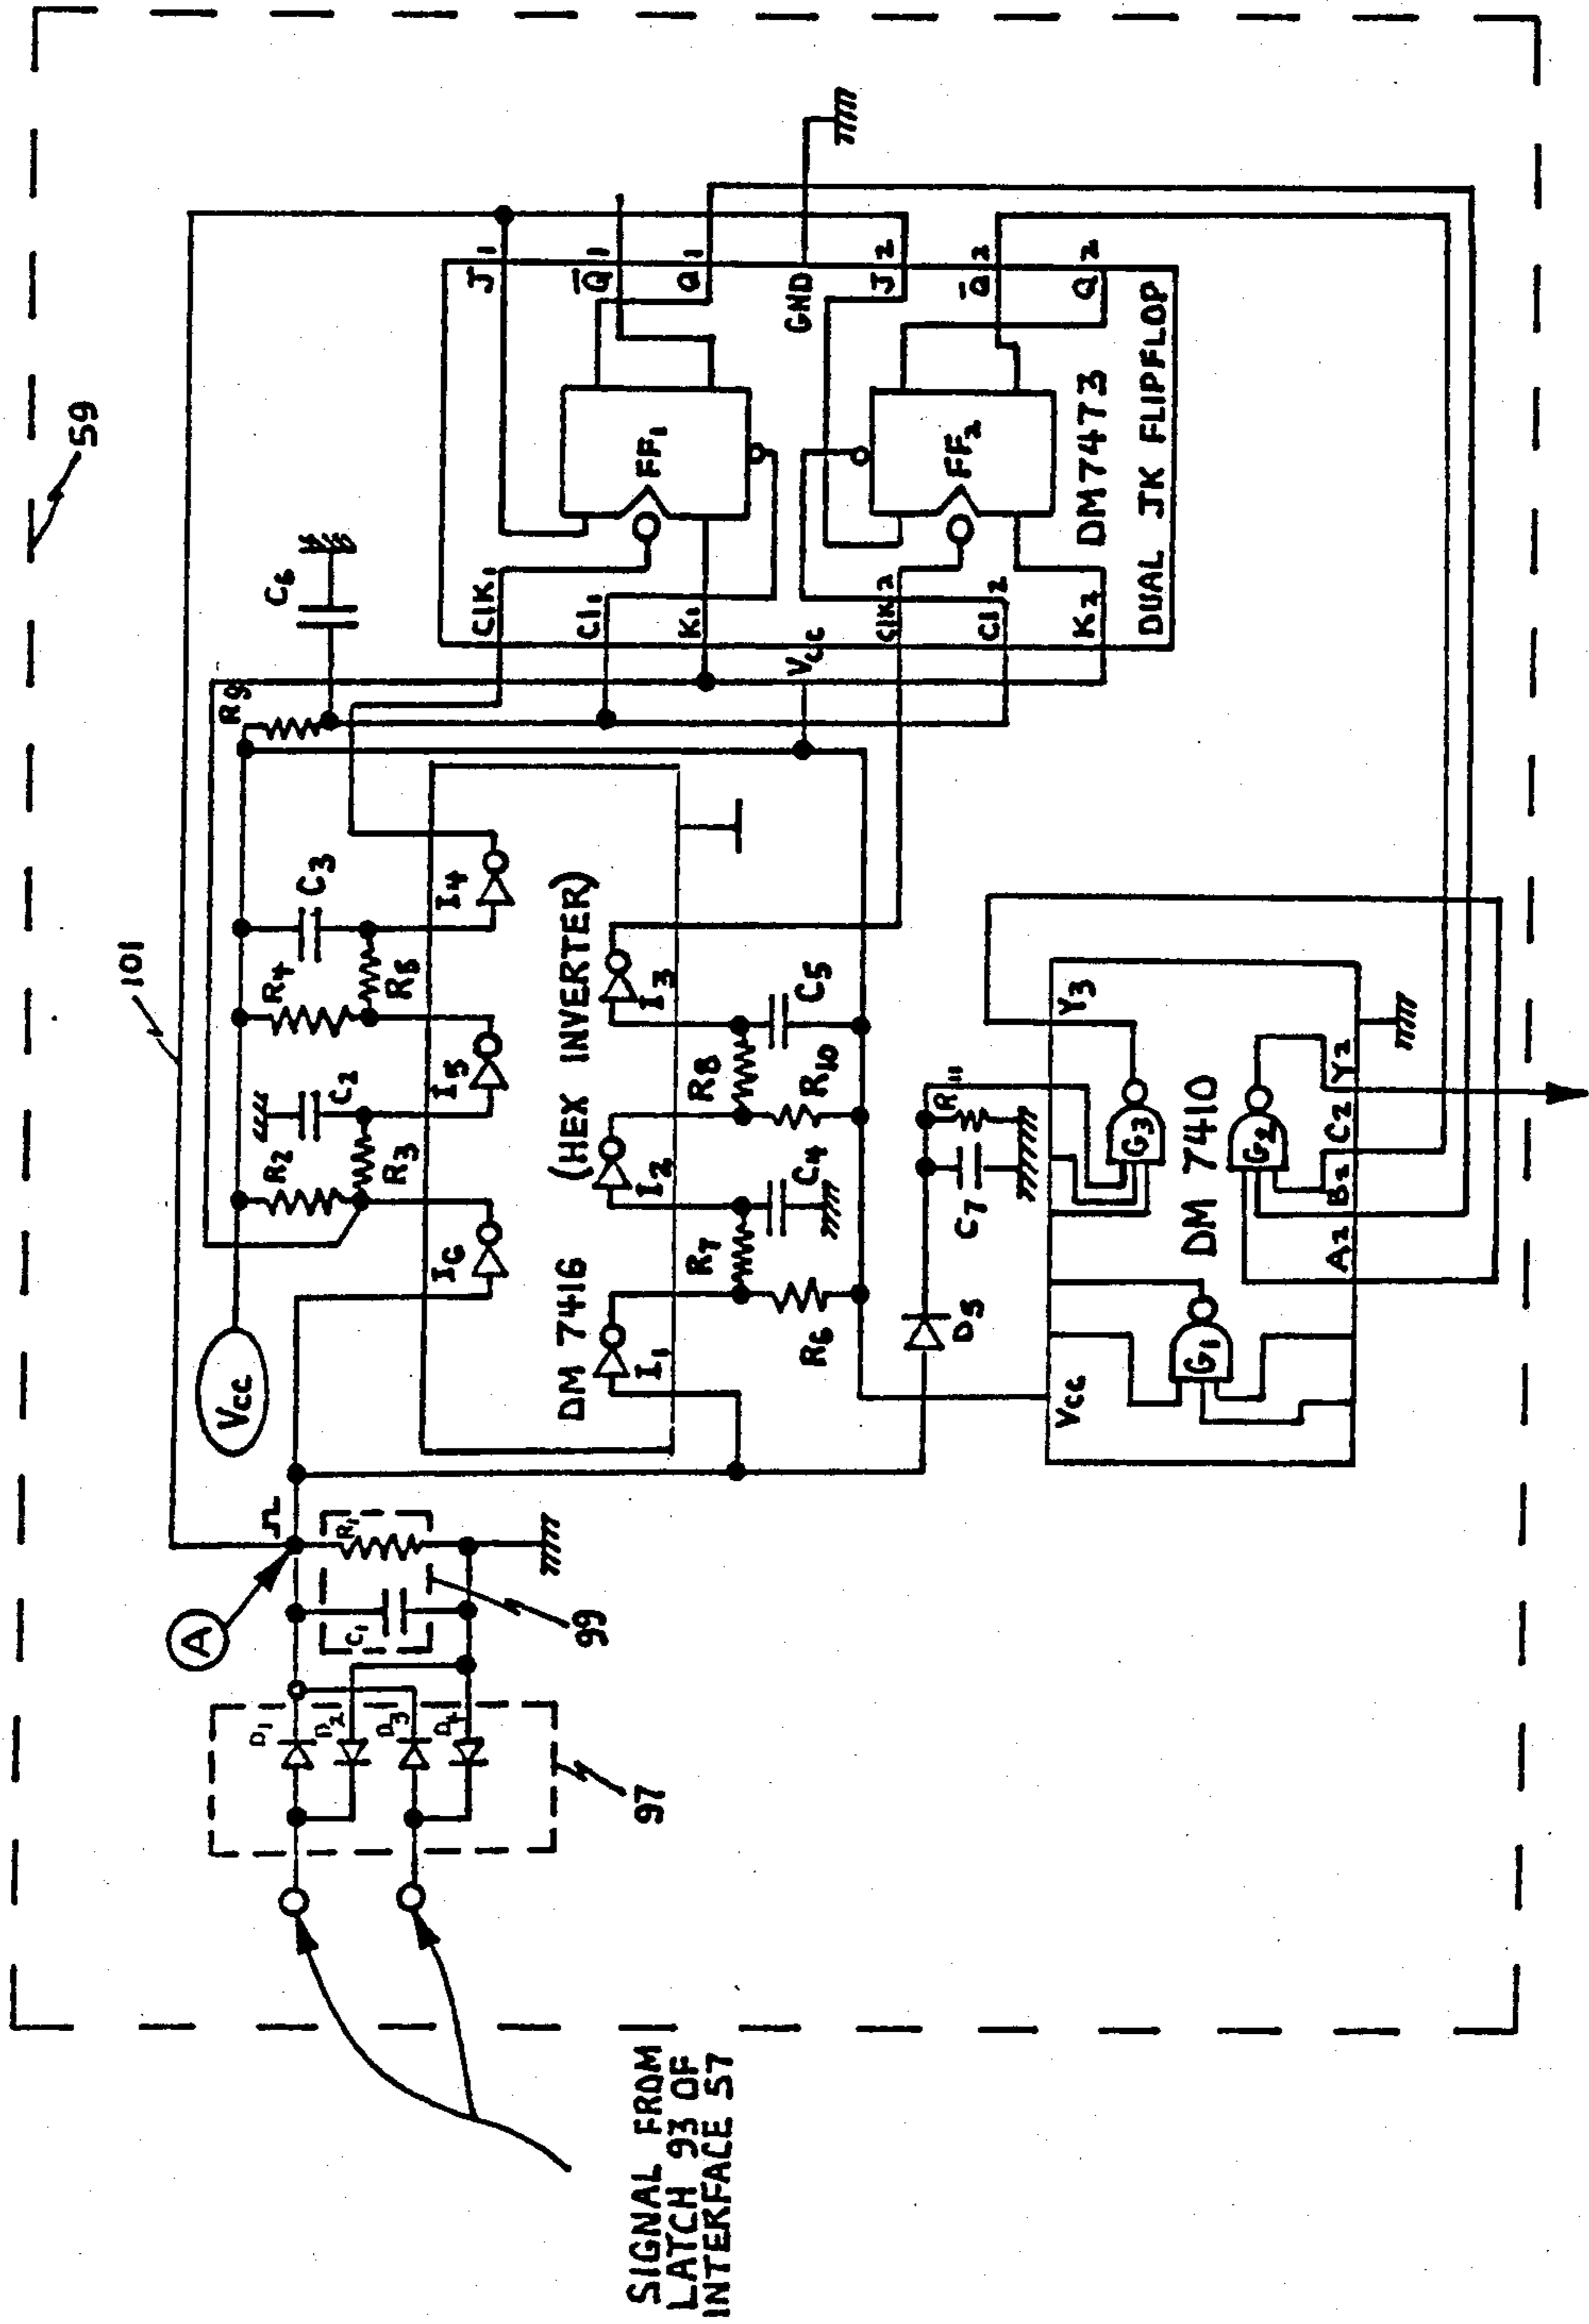 59
101
A
Vcc
R2
C2
R4
C3
R9
C6
R3
R5
I6
I5
I4
DM 7416
(HEX INVERTER)
I1
I2
I3
R7
R8
R6
C4
R10
C5
D1
D2
D3
D4
97
C1
R1
99
SIGNAL FROM
LATCH 93 OF
INTERFACE 57
D5
C7
R11
Vcc
G1
DM 7410
G3
G2
Y3
A2
B2
C2
Y2
ClK1
Cl1
K1
Vcc
ClK2
Cl2
K2
FF1
FF2
J1
Q̅1
Q1
GND
J2
Q̅2
Q2
DM7473
DUAL JK FLIPFLOP